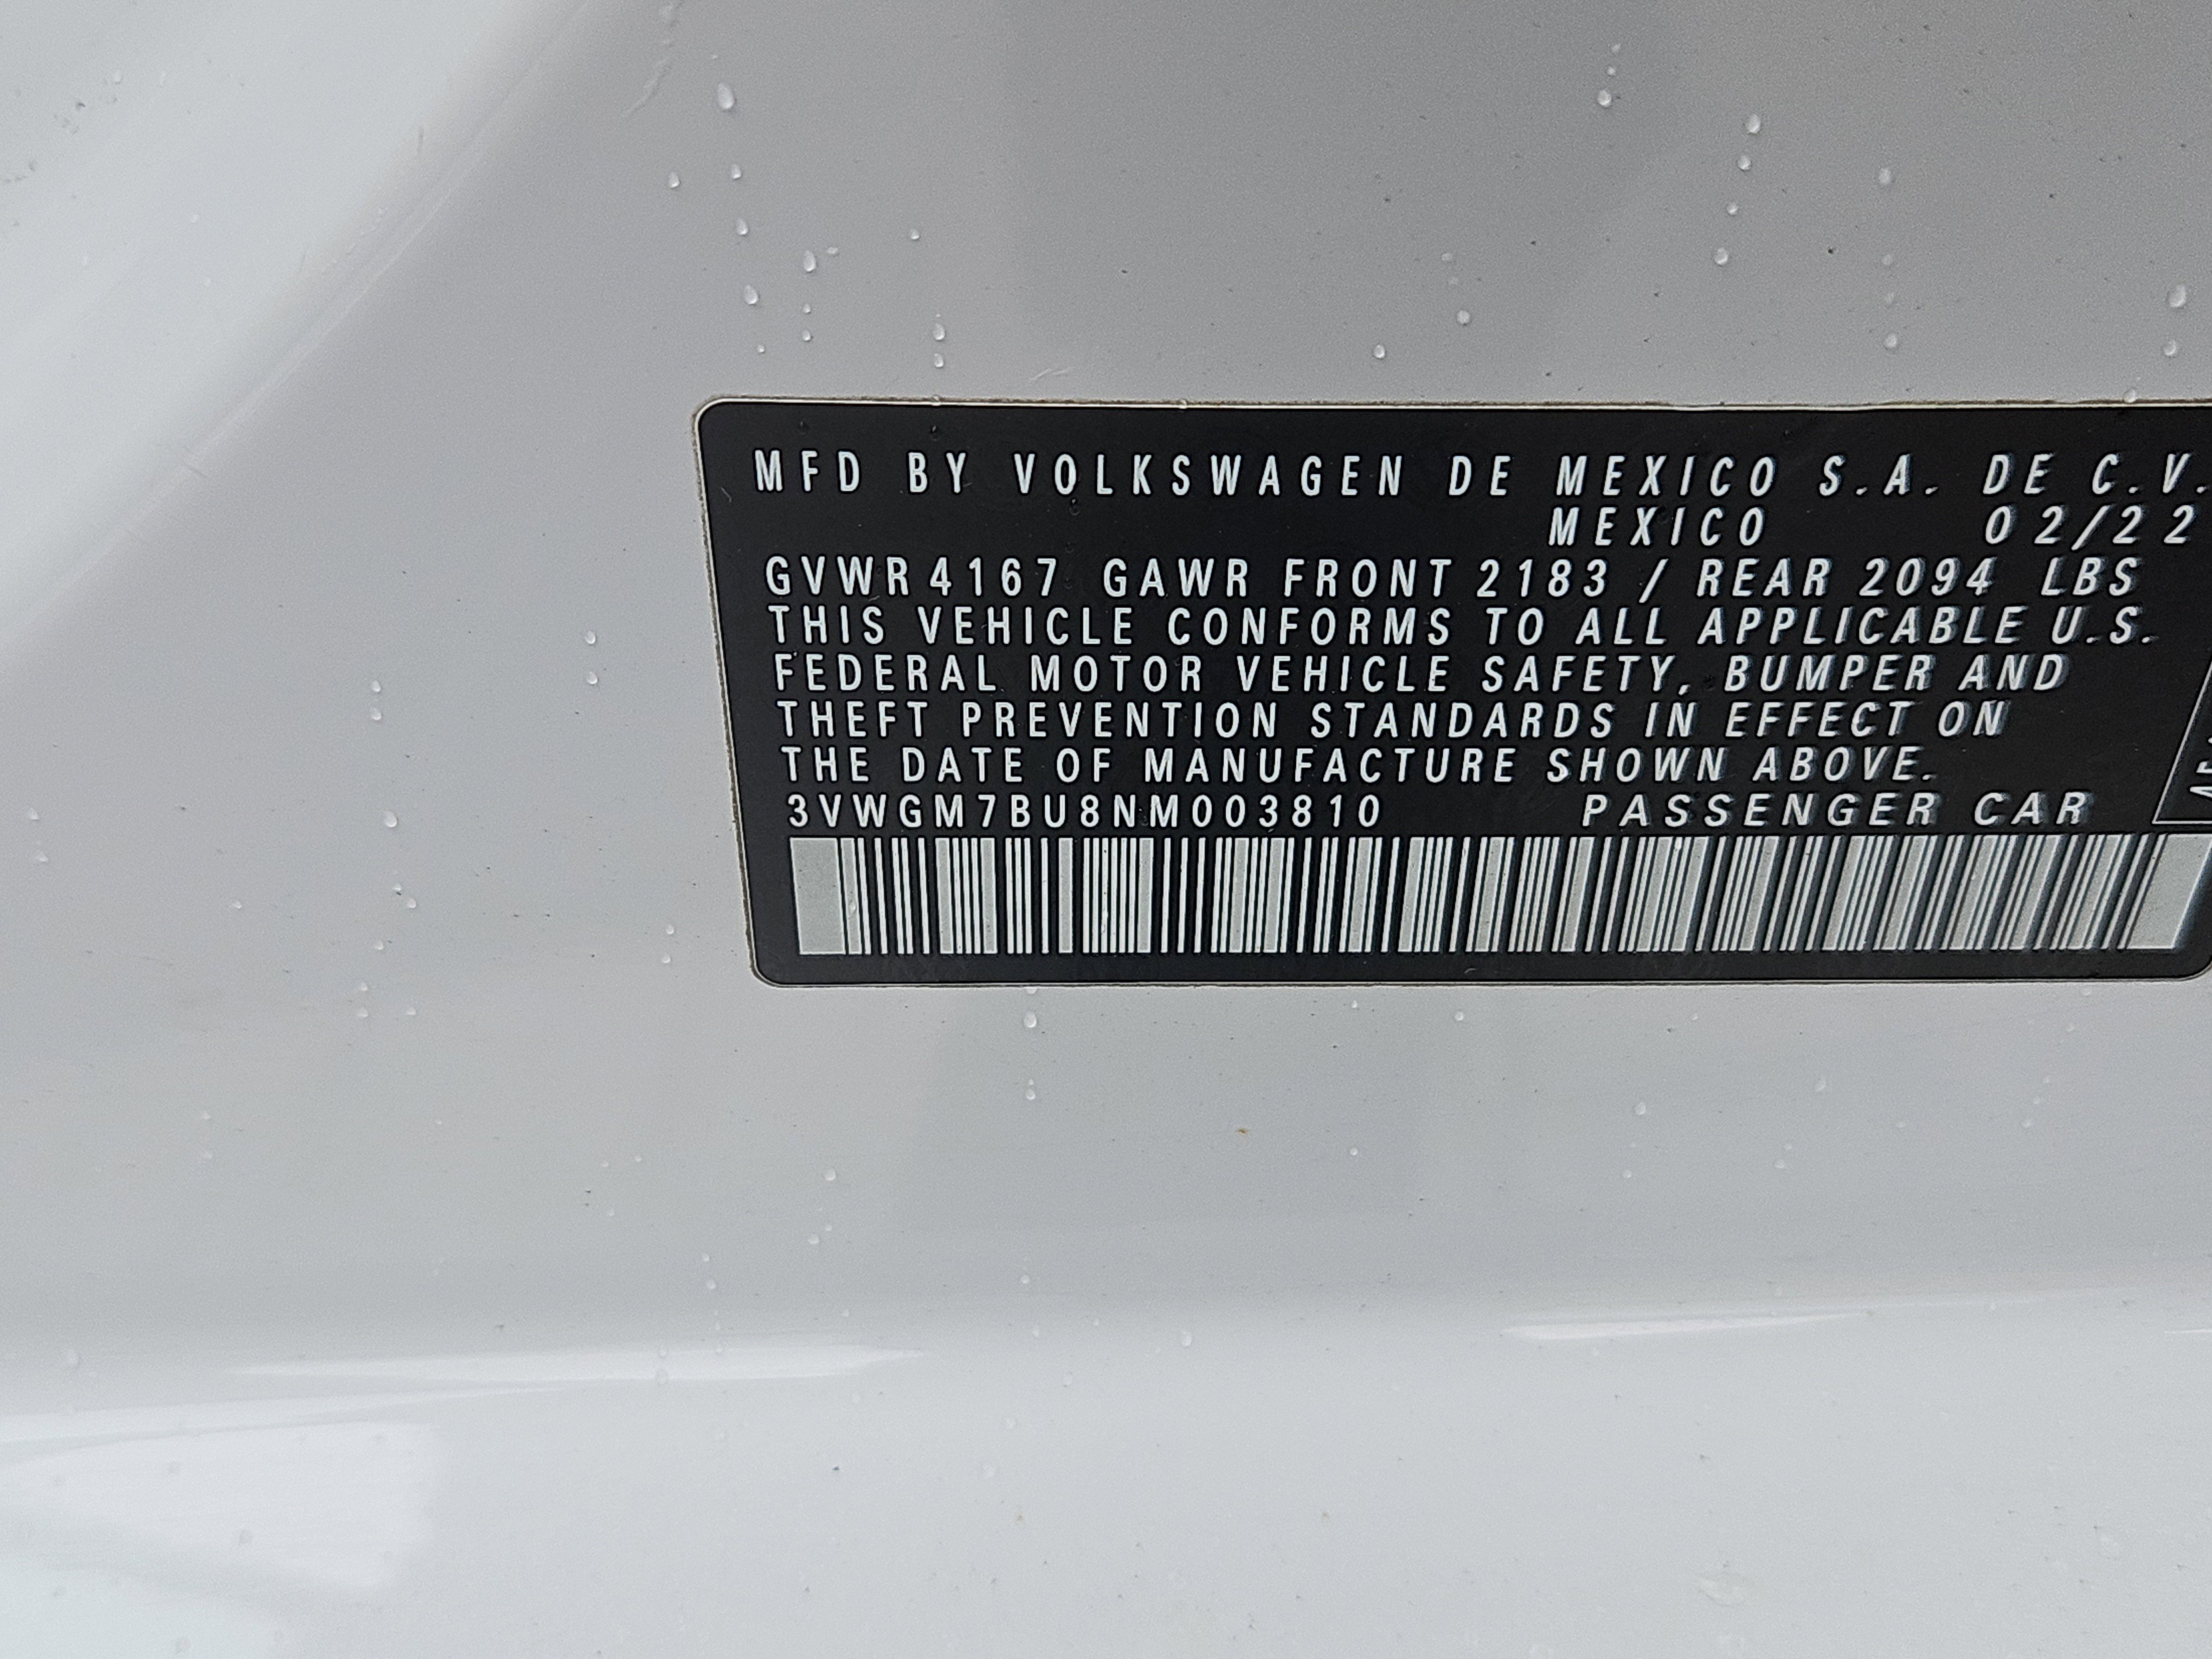 MFD BY VOLKSWAGEN DE MEXICO S.A. DE C.V.
MEXICO 02/22
GVWR 4167 GAWR FRONT 2183 / REAR 2094 LBS
THIS VEHICLE CONFORMS TO ALL APPLICABLE U.S.
FEDERAL MOTOR VEHICLE SAFETY, BUMPER AND
THEFT PREVENTION STANDARDS IN EFFECT ON
THE DATE OF MANUFACTURE SHOWN ABOVE.
3VWGM7BU8NM003810 PASSENGER CAR